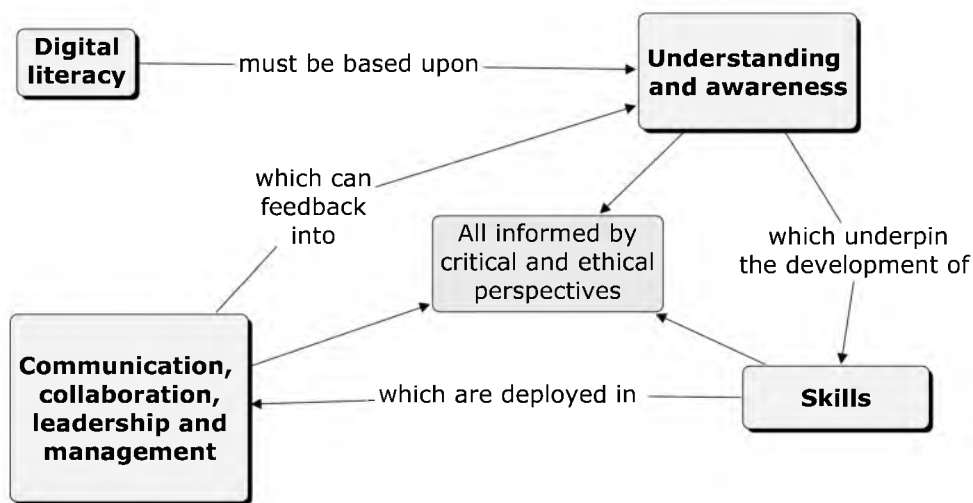 Digital
literacy
must be based upon
Understanding
and awareness
which can
feedback
into
All informed by
critical and ethical
perspectives
which underpin
the development of
Communication,
collaboration,
leadership and
management
which are deployed in
Skills